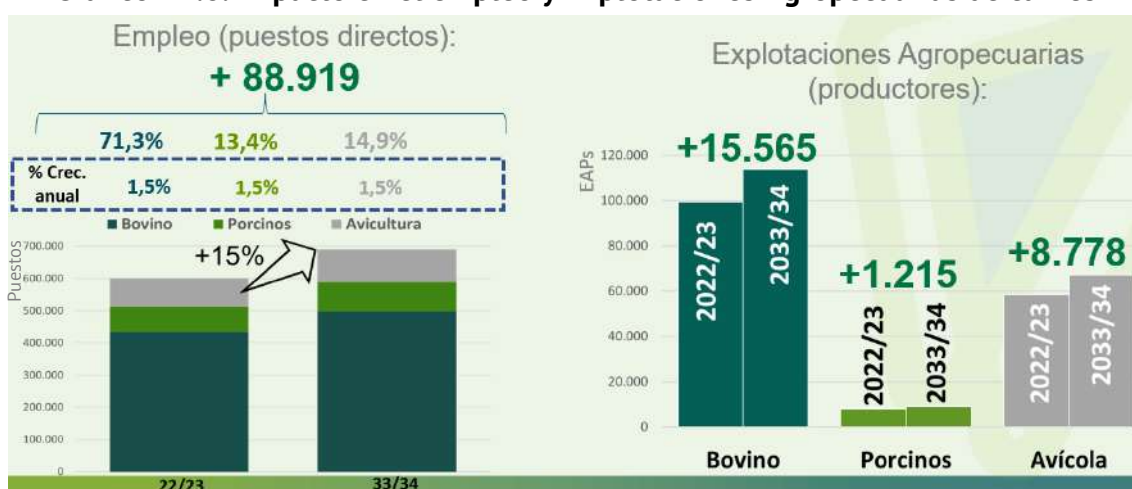 Empleo (puestos directos):
+ 88.919
71,3% 13,4% 14,9%
% Crec.
anual
1,5% 1,5% 1,5%
Bovino Porcinos Avicultura
Puestos
+15%
700.000
600.000
500.000
400.000
300.000
200.000
100.000
0
22/23 33/34
Explotaciones Agropecuarias
(productores):
EAPs
120.000
100.000
80.000
60.000
40.000
20.000
0
+15.565
2022/23
2033/34
+1.215
2022/23
2033/34
+8.778
2022/23
2033/34
Bovino Porcinos Avícola